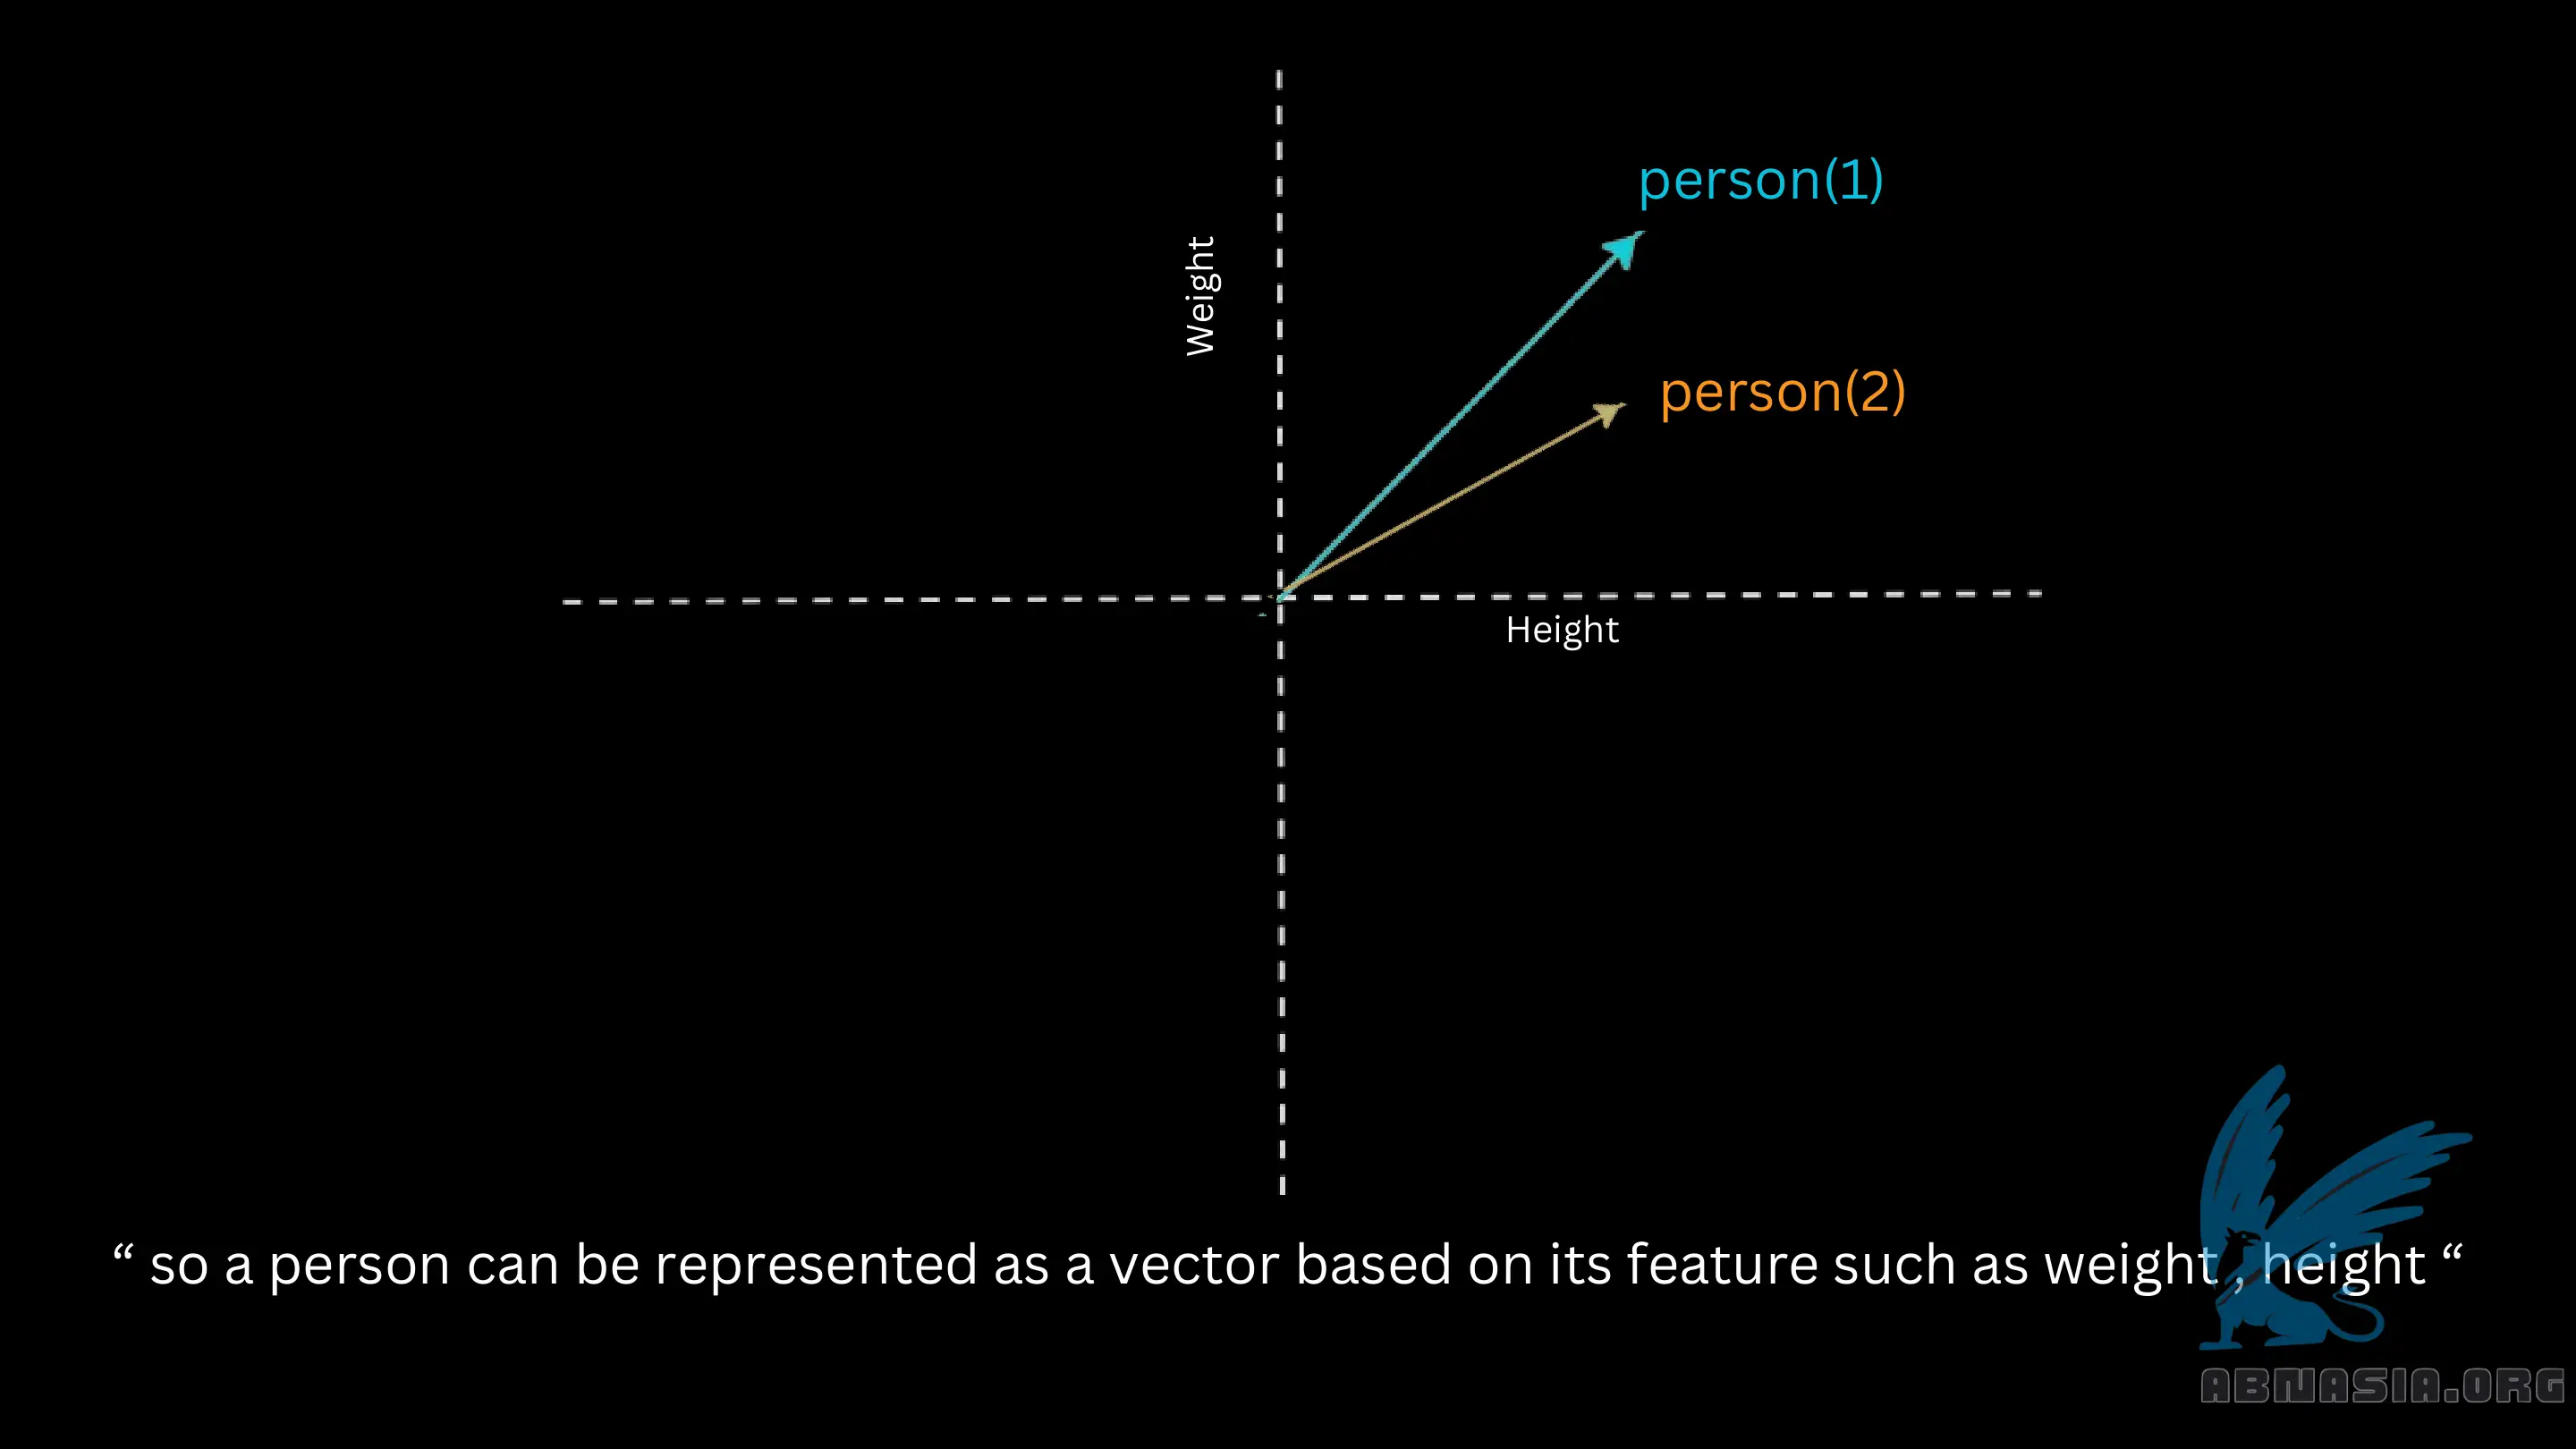 person(1)
Weight
person(2)
Height
“ so a person can be represented as a vector based on its feature such as weight , height “
ABNASIA.ORG